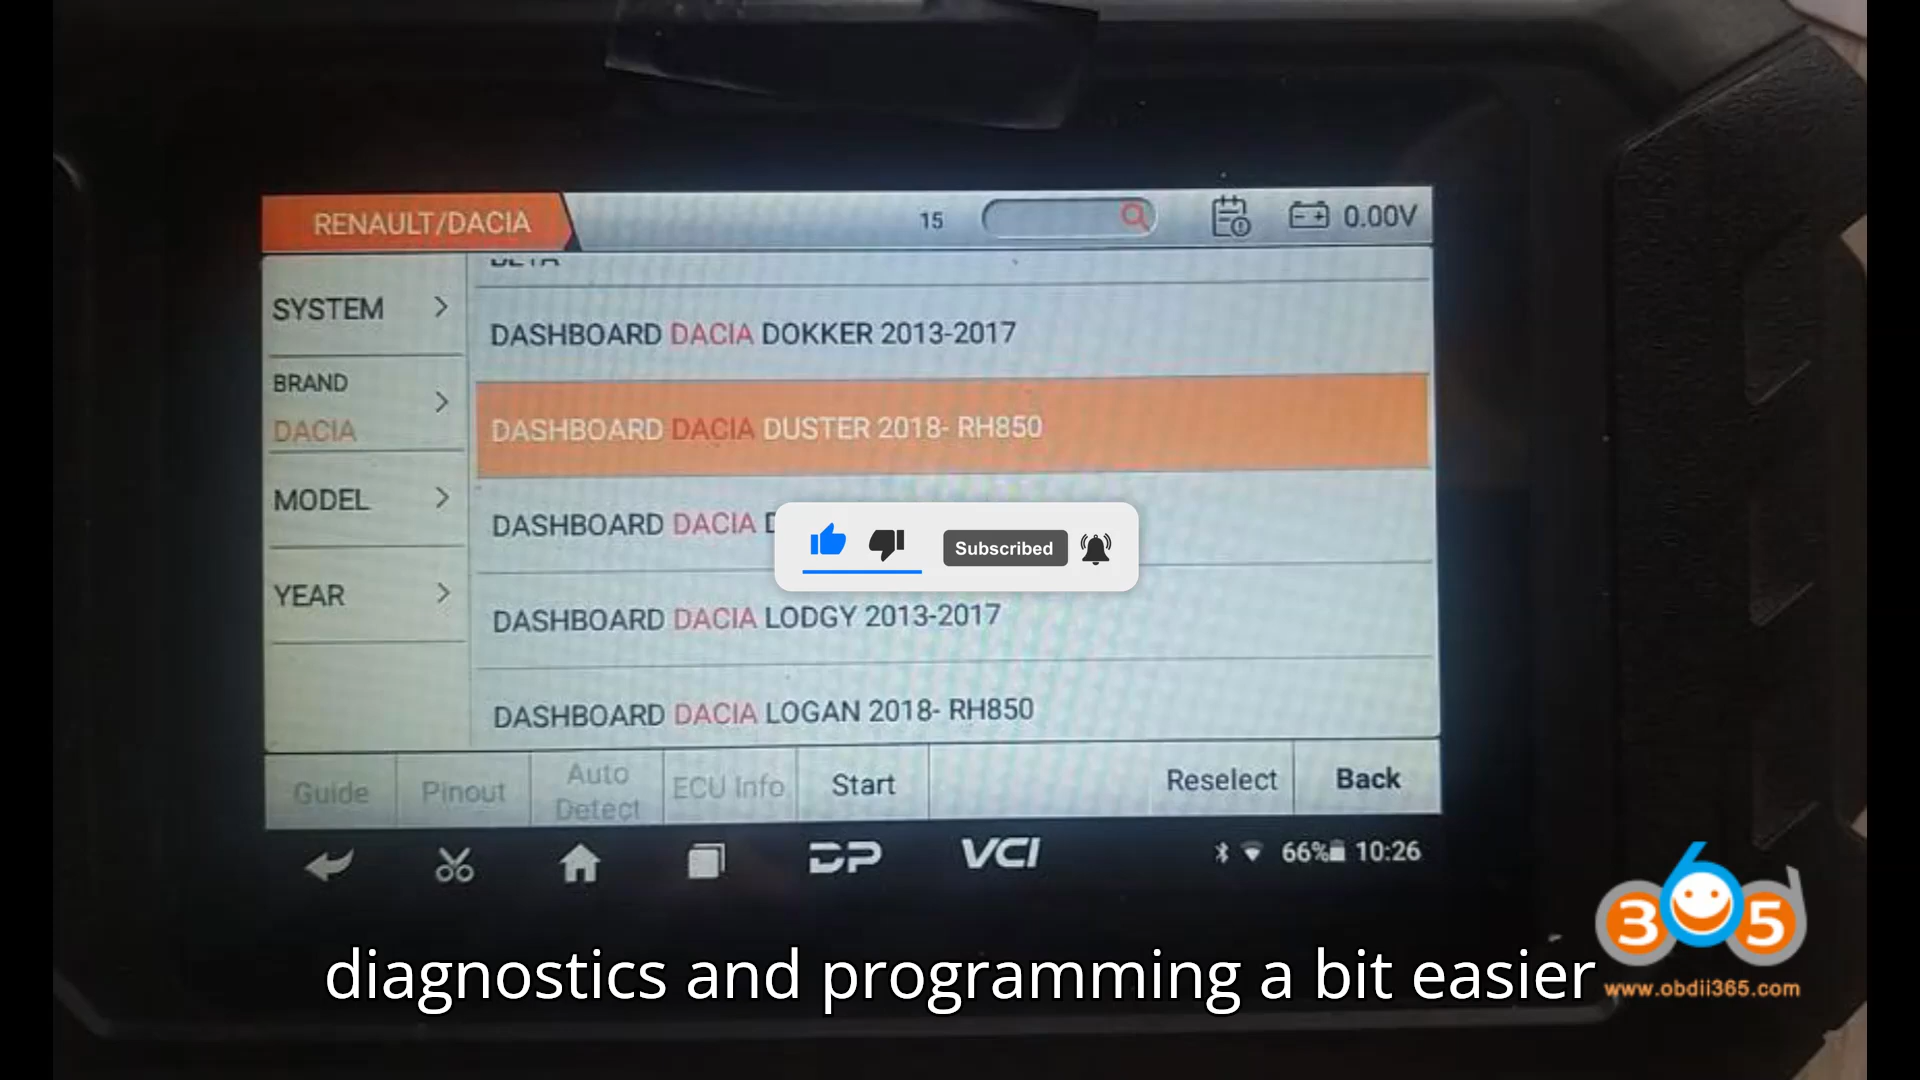 RENAULT/DACIA
15
0.00V
SYSTEM
BRAND
DACIA
MODEL
YEAR
DASHBOARD DACIA DOKKER 2013-2017
DASHBOARD DACIA DUSTER 2018- RH850
DASHBOARD DACIA D
DASHBOARD DACIA LODGY 2013-2017
DASHBOARD DACIA LOGAN 2018- RH850
Subscribed
Guide
Pinout
Auto
Detect
ECU Info
Start
Reselect
Back
DP
VCI
66% 10:26
diagnostics and programming a bit easier
365
www.obdii365.com